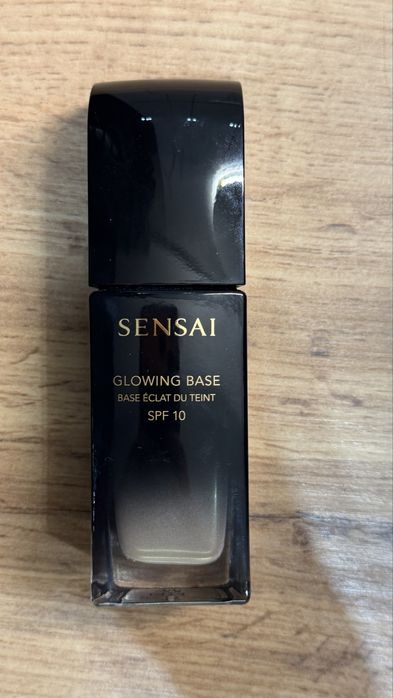 SENSAI
GLOWING BASE
BASE ÉCLAT DU TEINT
SPF 10